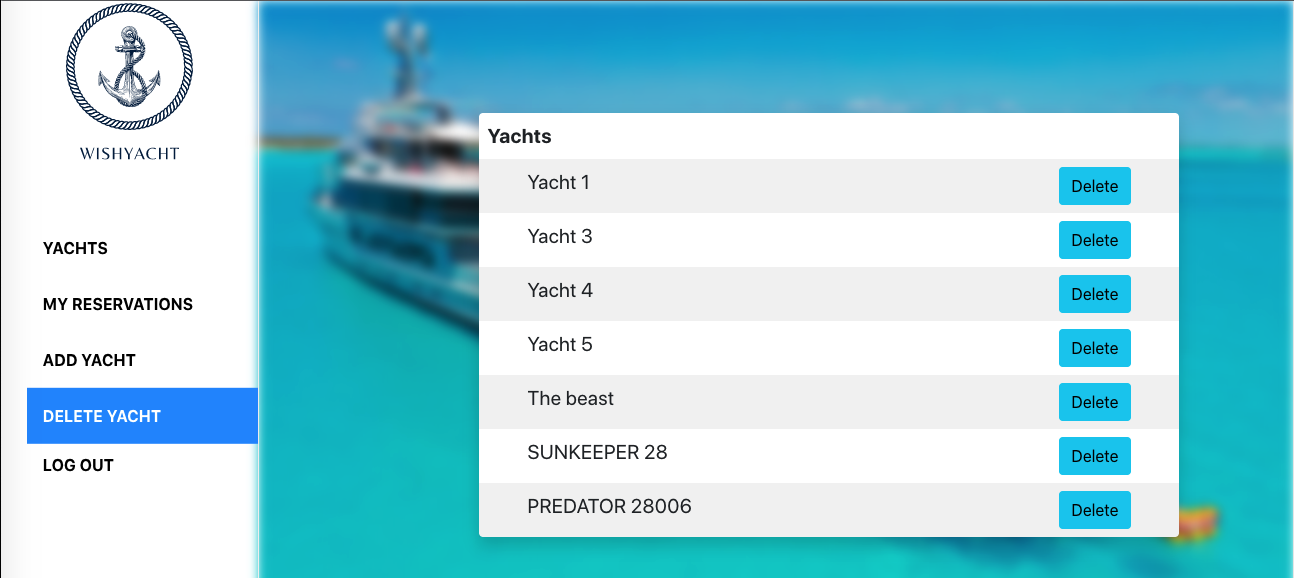 WISHYACHT
YACHTS
MY RESERVATIONS
ADD YACHT
DELETE YACHT
LOG OUT
Yachts
Yacht 1 Delete
Yacht 3 Delete
Yacht 4 Delete
Yacht 5 Delete
The beast Delete
SUNKEEPER 28 Delete
PREDATOR 28006 Delete